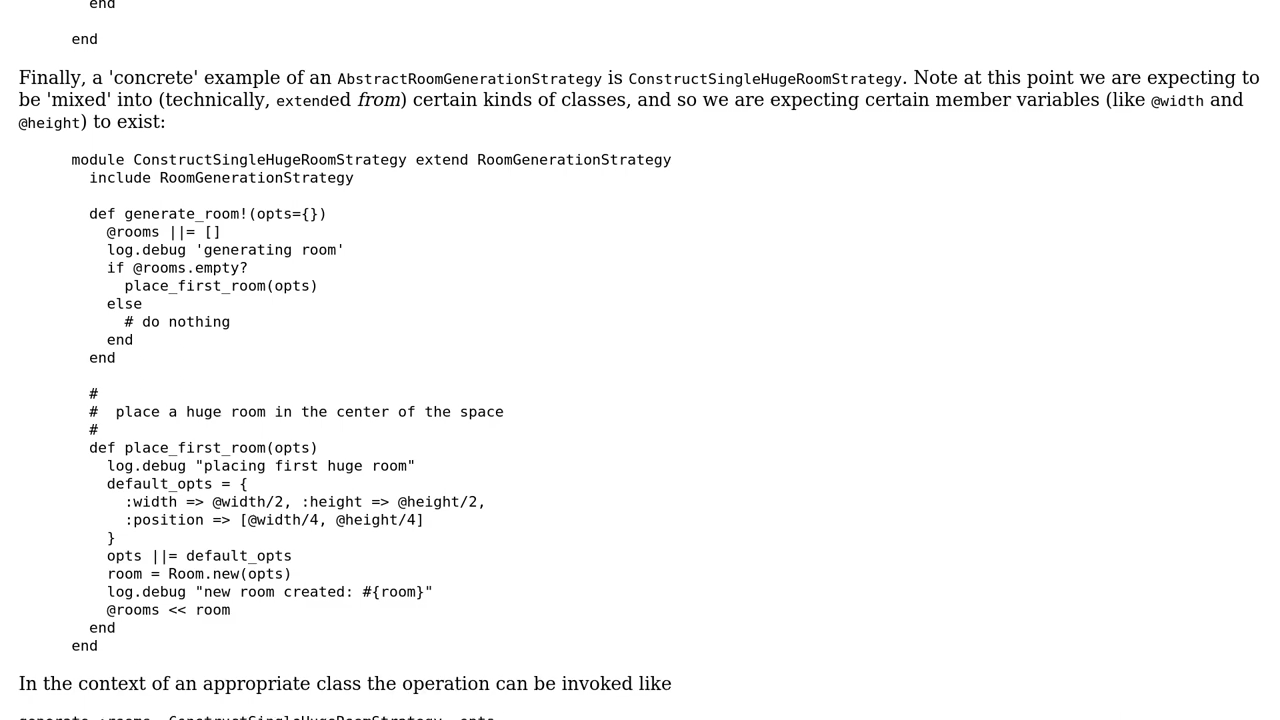 end
end
Finally, a 'concrete' example of an AbstractRoomGenerationStrategy is ConstructSingleHugeRoomStrategy. Note at this point we are expecting to
be 'mixed' into (technically, extended from) certain kinds of classes, and so we are expecting certain member variables (like @width and
@height) to exist:
module ConstructSingleHugeRoomStrategy extend RoomGenerationStrategy
include RoomGenerationStrategy
def generate_room!(opts={})
@rooms ||= []
log.debug 'generating room'
if @rooms.empty?
place_first_room(opts)
else
# do nothing
end
end
#
#  place a huge room in the center of the space
#
def place_first_room(opts)
log.debug "placing first huge room"
default_opts = {
:width => @width/2, :height => @height/2,
:position => [@width/4, @height/4]
}
opts ||= default_opts
room = Room.new(opts)
log.debug "new room created: #{room}"
@rooms << room
end
end
In the context of an appropriate class the operation can be invoked like
generate :rooms, ConstructSingleHugeRoomStrategy, opts